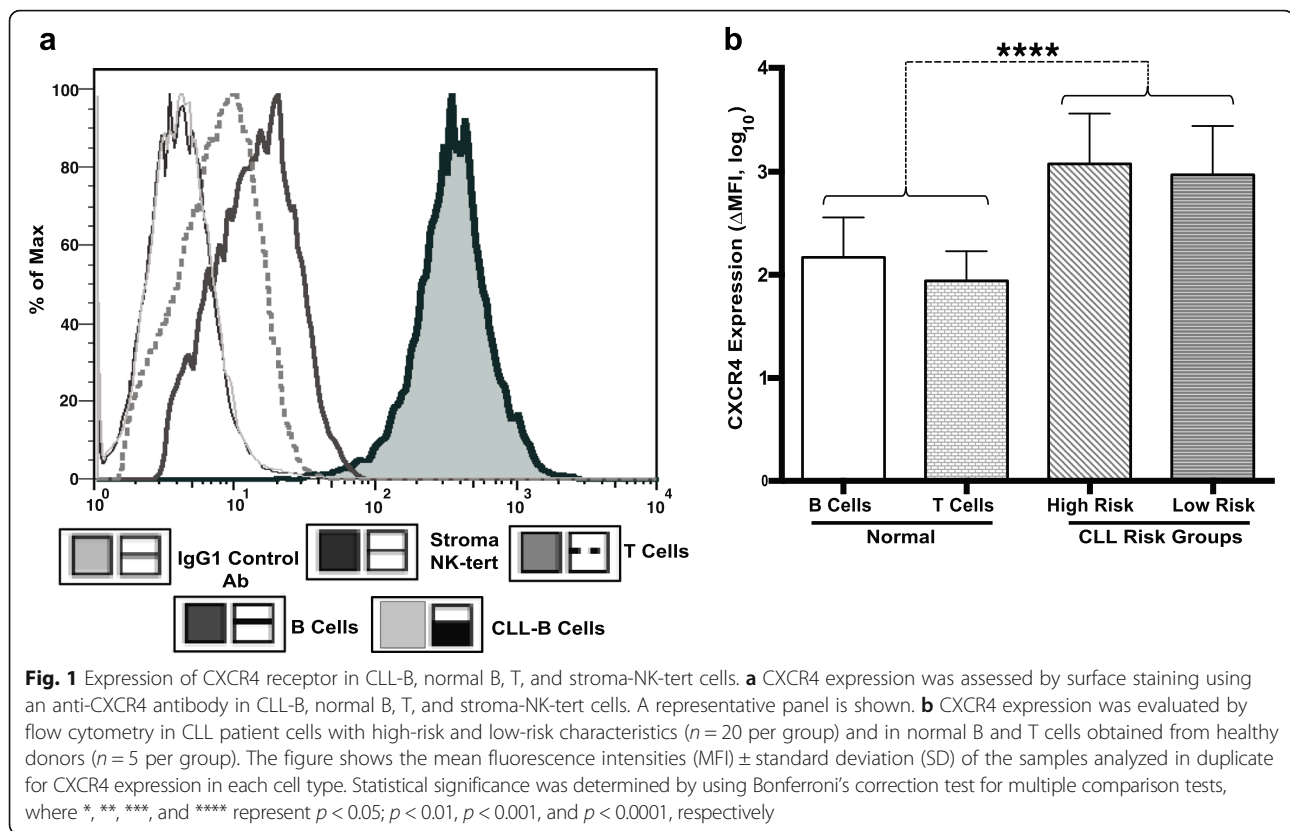 a
% of Max
100
80
60
40
20
0
10^0
10^1
10^2
10^3
10^4
IgG1 Control
Ab
Stroma
NK-tert
T Cells
B Cells
CLL-B Cells
b
****
CXCR4 Expression (ΔMFI, log10)
4
3
2
1
0
B Cells
T Cells
High Risk
Low Risk
Normal
CLL Risk Groups
Fig. 1 Expression of CXCR4 receptor in CLL-B, normal B, T, and stroma-NK-tert cells. a CXCR4 expression was assessed by surface staining using
an anti-CXCR4 antibody in CLL-B, normal B, T, and stroma-NK-tert cells. A representative panel is shown. b CXCR4 expression was evaluated by
flow cytometry in CLL patient cells with high-risk and low-risk characteristics (n = 20 per group) and in normal B and T cells obtained from healthy
donors (n = 5 per group). The figure shows the mean fluorescence intensities (MFI) ± standard deviation (SD) of the samples analyzed in duplicate
for CXCR4 expression in each cell type. Statistical significance was determined by using Bonferroni's correction test for multiple comparison tests,
where *, **, ***, and **** represent p < 0.05; p < 0.01, p < 0.001, and p < 0.0001, respectively